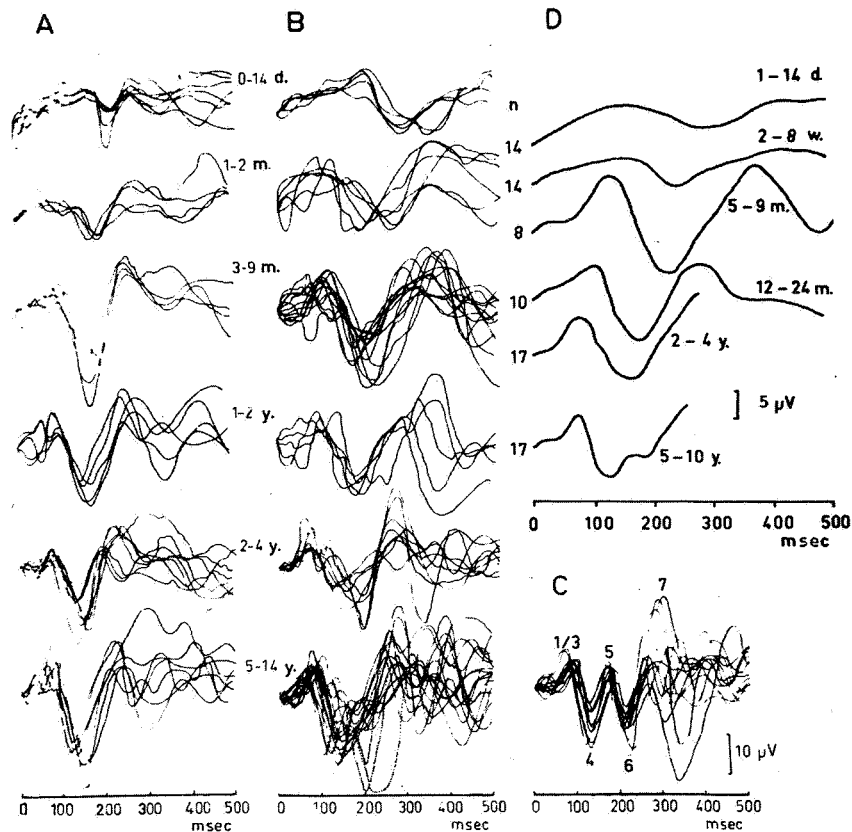 A
B
D
0-14 d.
1-2 m.
3-9 m.
1-2 y.
2-4 y.
5-14 y.
0 100 200 300 400 500
msec
0 100 200 300 400 500
msec
n
1-14 d.
14
2-8 w.
14
5-9 m.
8
12-24 m.
10
2-4 y.
17
5 µV
5-10 y.
17
0 100 200 300 400 500
msec
C
7
1/3
5
4
6
10 µV
0 100 200 300 400 500
msec